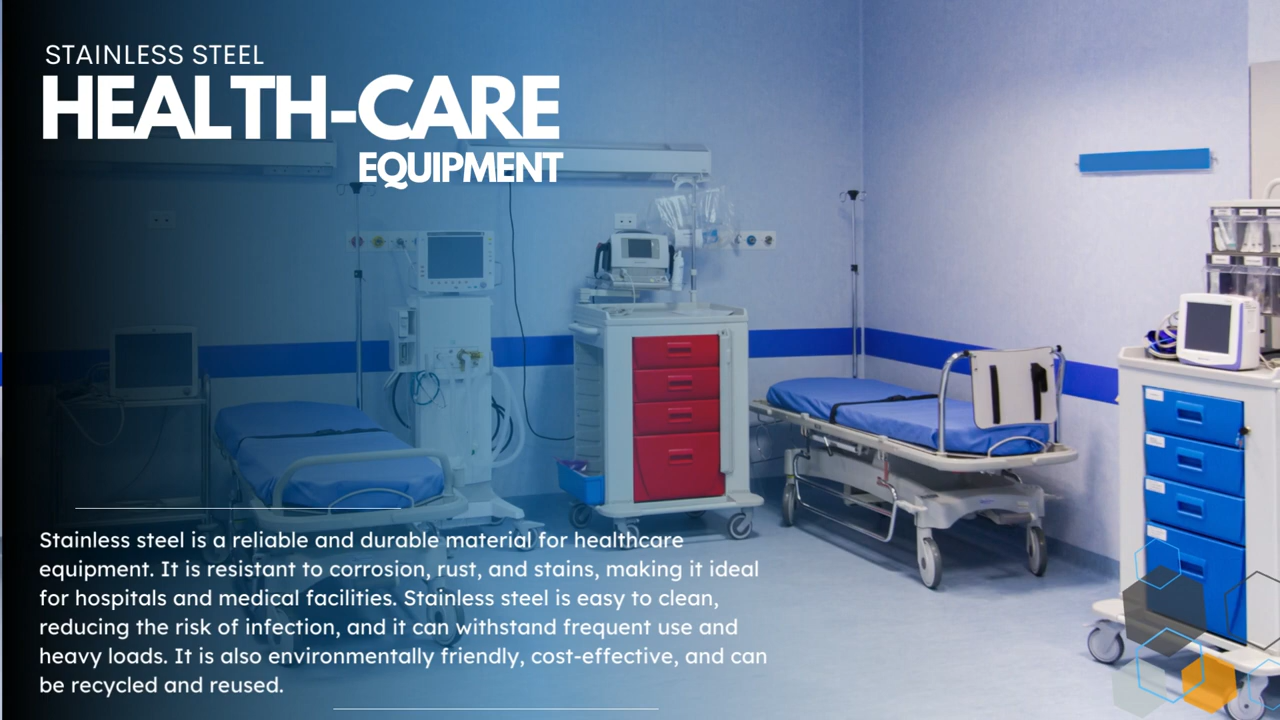 STAINLESS STEEL
HEALTH-CARE
EQUIPMENT
Stainless steel is a reliable and durable material for healthcare
equipment. It is resistant to corrosion, rust, and stains, making it ideal
for hospitals and medical facilities. Stainless steel is easy to clean,
reducing the risk of infection, and it can withstand frequent use and
heavy loads. It is also environmentally friendly, cost-effective, and can
be recycled and reused.